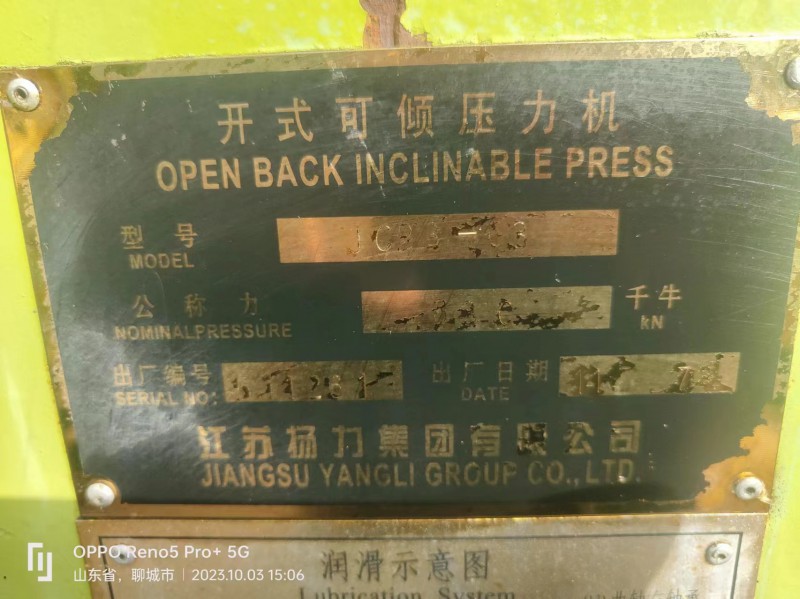 开式可倾压力机
OPEN BACK INCLINABLE PRESS
型号
MODEL
公称力 千牛
NOMINALPRESSURE kN
出厂编号 出厂日期
SERIAL NO: DATE
江苏扬力集团有限公司
JIANGSU YANGLI GROUP CO.,LTD.
润滑示意图
Lubrication System
OPPO Reno5 Pro+ 5G
山东省，聊城市 | 2023.10.03 15:06